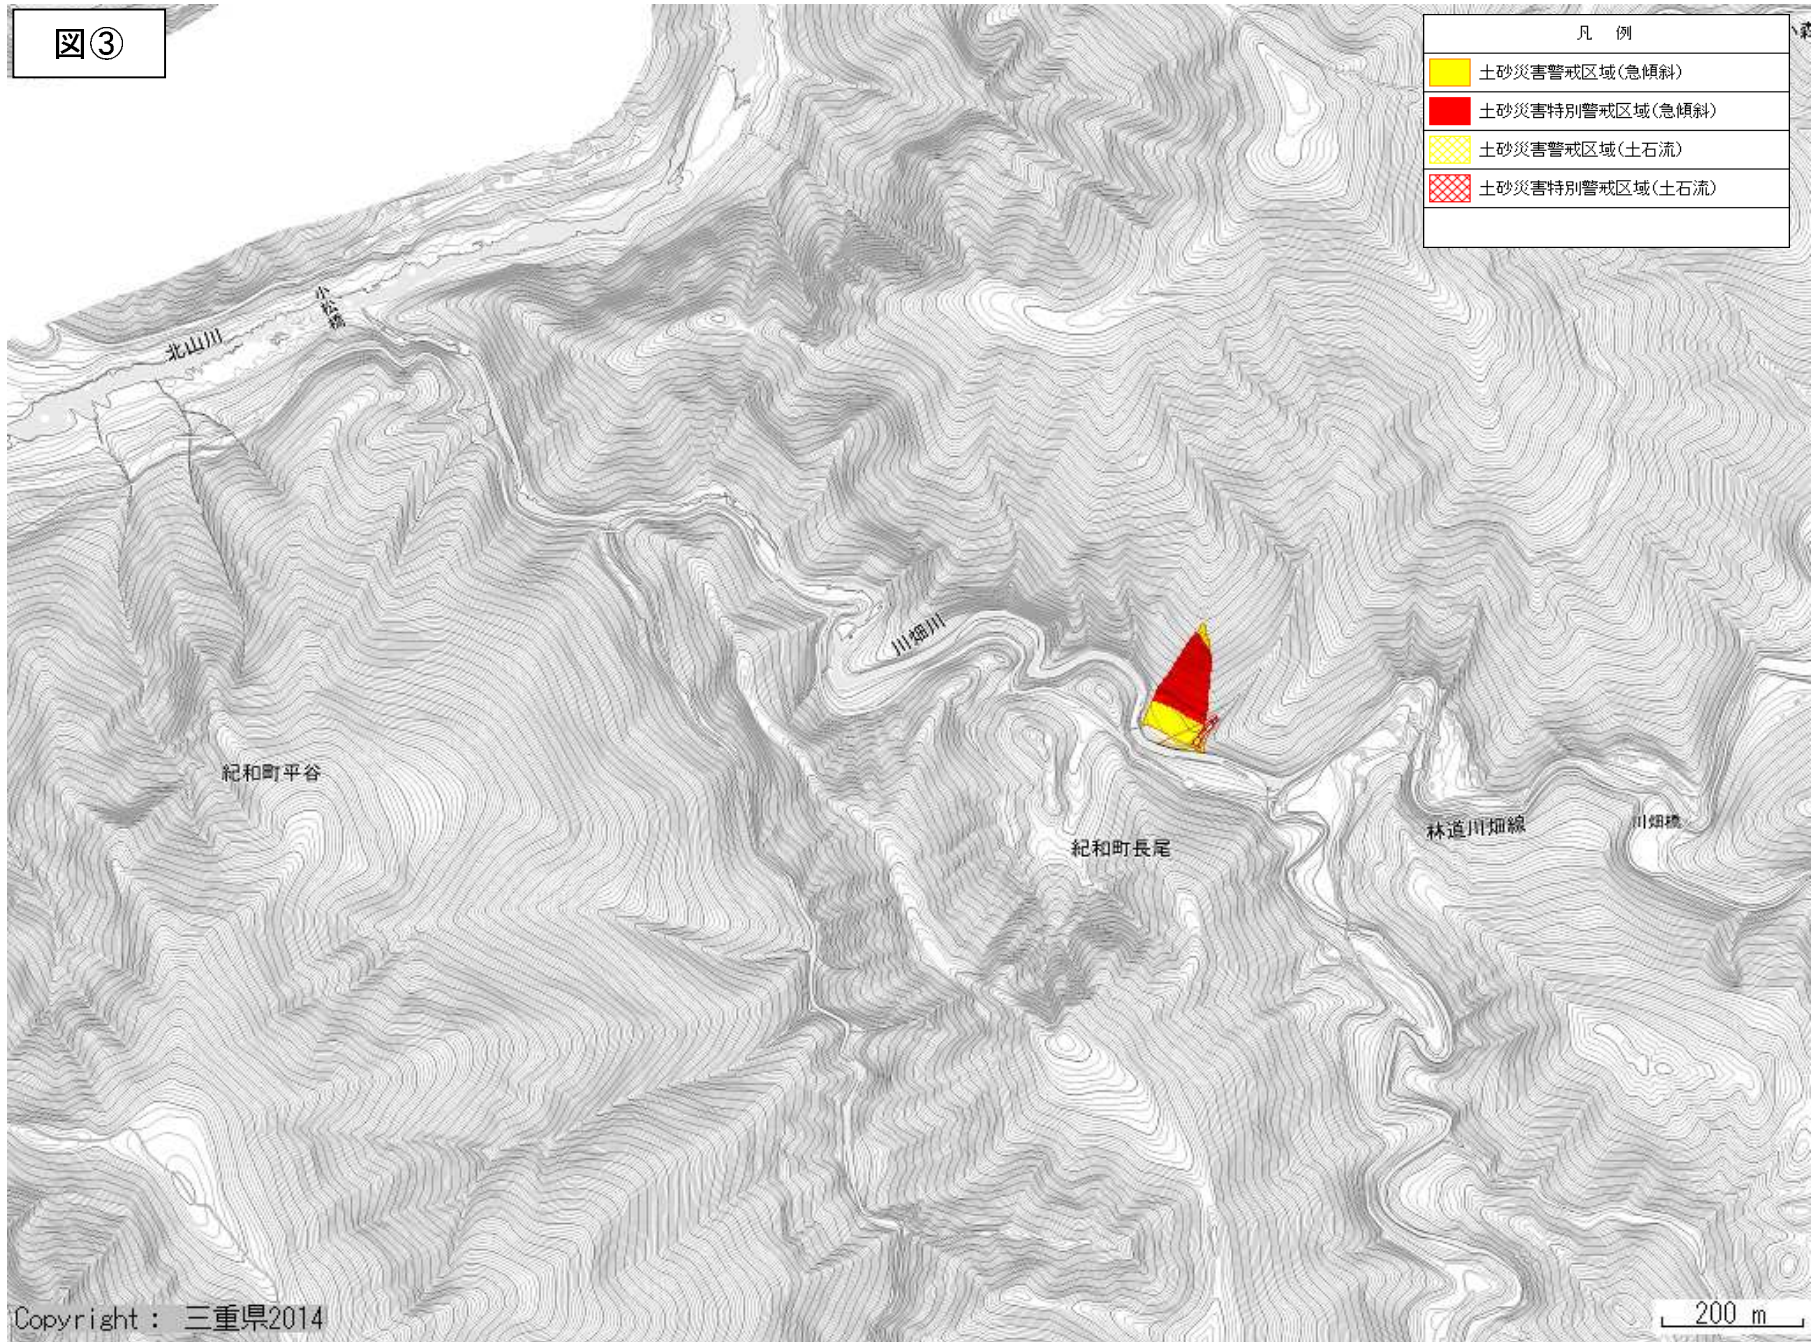 図③
凡 例
土砂災害警戒区域(急傾斜)
土砂災害特別警戒区域(急傾斜)
土砂災害警戒区域(土石流)
土砂災害特別警戒区域(土石流)
小松橋
北山川
川畑川
紀和町平谷
紀和町長尾
林道川畑線
川畑橋
Copyright : 三重県2014
200 m